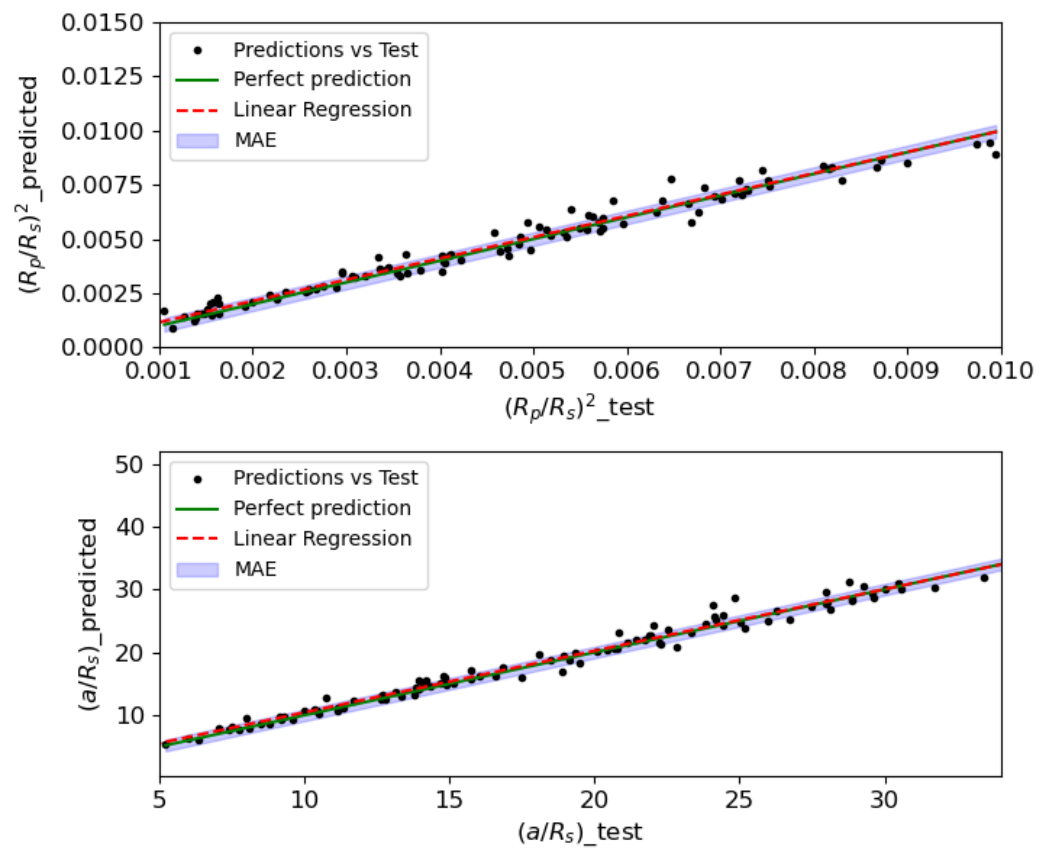 0.0150
0.0125
0.0100
0.0075
0.0050
0.0025
0.0000
(R_p/R_s)^2_predicted
Predictions vs Test
Perfect prediction
Linear Regression
MAE
0.001 0.002 0.003 0.004 0.005 0.006 0.007 0.008 0.009 0.010
(R_p/R_s)^2_test
50
40
30
20
10
(a/R_s)_predicted
Predictions vs Test
Perfect prediction
Linear Regression
MAE
5 10 15 20 25 30
(a/R_s)_test